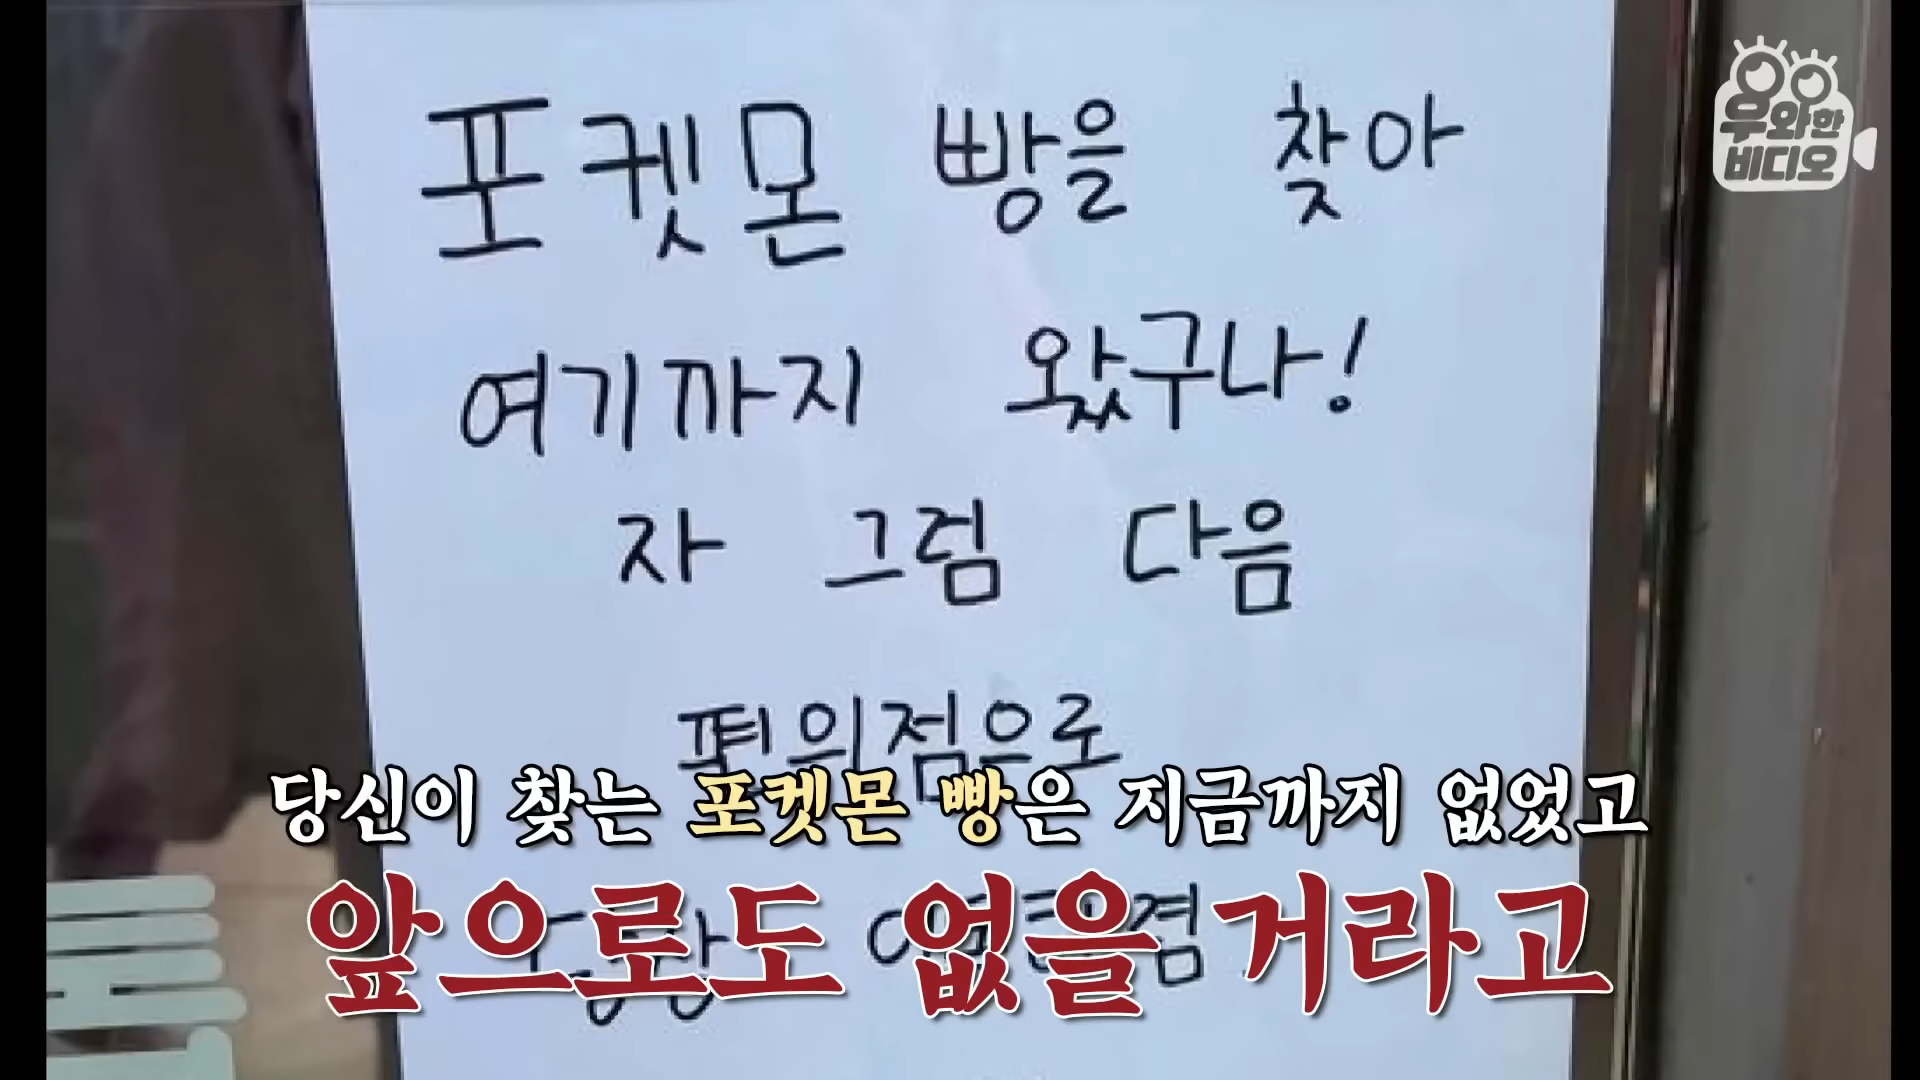 우와한
비디오
포켓몬 빵을 찾아
여기까지 왔구나!
자 그럼 다음
편의점으로
당신이 찾는 포켓몬 빵은 지금까지 없었고
앞으로도 없을 거라고